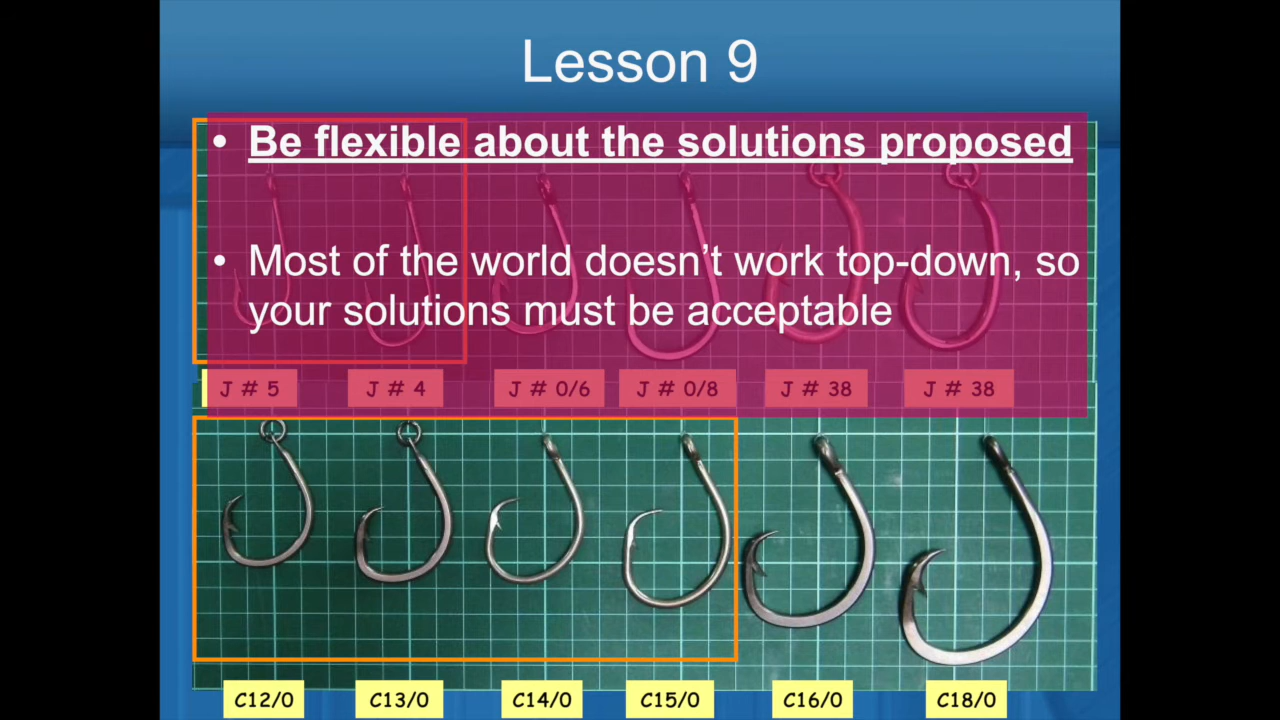 Lesson 9
• Be flexible about the solutions proposed
• Most of the world doesn’t work top-down, so
your solutions must be acceptable
J # 5 J # 4 J # 0/6 J # 0/8 J # 38 J # 38
C12/0 C13/0 C14/0 C15/0 C16/0 C18/0